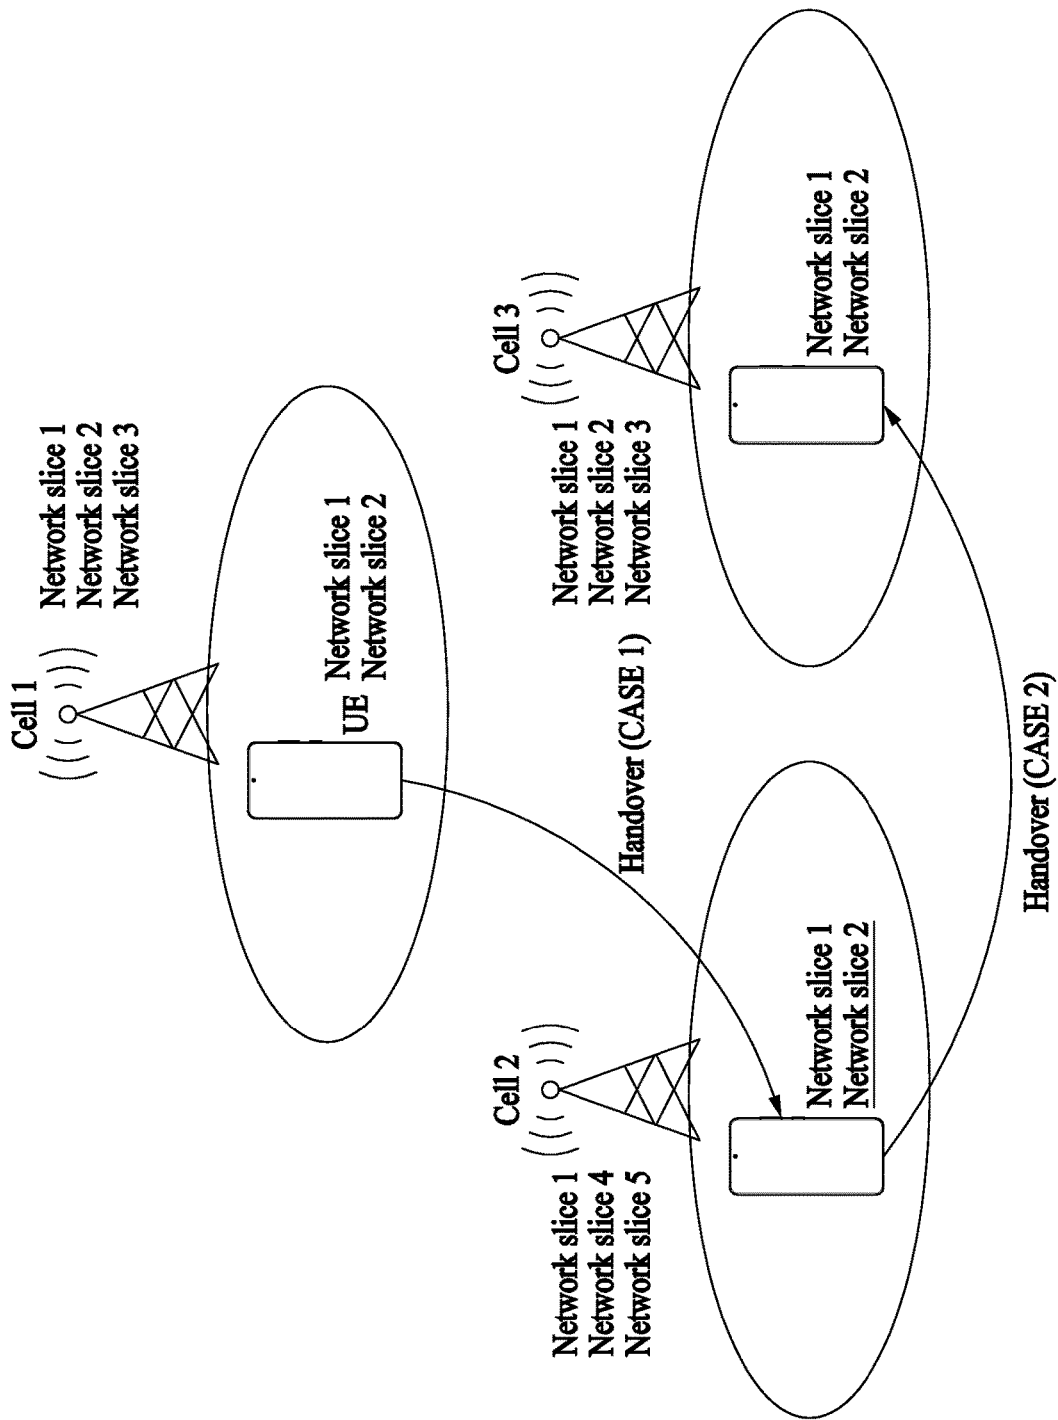 Cell 1
Network slice 1
Network slice 2
Network slice 3
UE
Network slice 1
Network slice 2
Handover (CASE 1)
Cell 2
Network slice 1
Network slice 4
Network slice 5
Network slice 1
Network slice 2
Cell 3
Network slice 1
Network slice 2
Network slice 3
Network slice 1
Network slice 2
Handover (CASE 2)